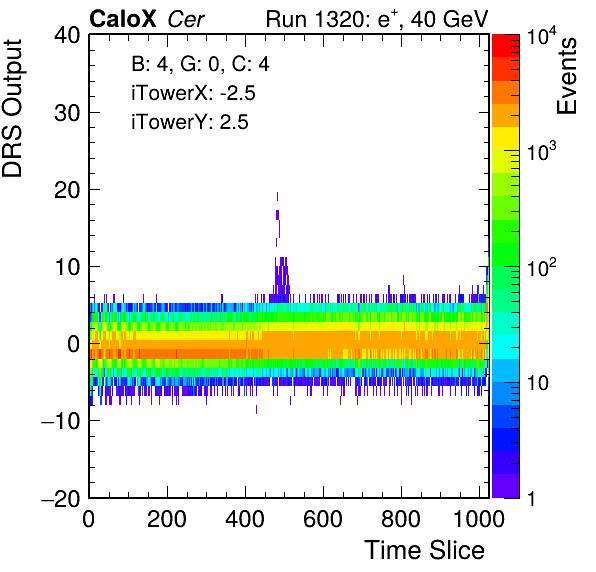 CaloX Cer Run 1320: e⁺, 40 GeV
B: 4, G: 0, C: 4
iTowerX: -2.5
iTowerY: 2.5
DRS Output
40
30
20
10
0
−10
−20
0 200 400 600 800 1000
Time Slice
10⁴
10³
10²
10
1
Events